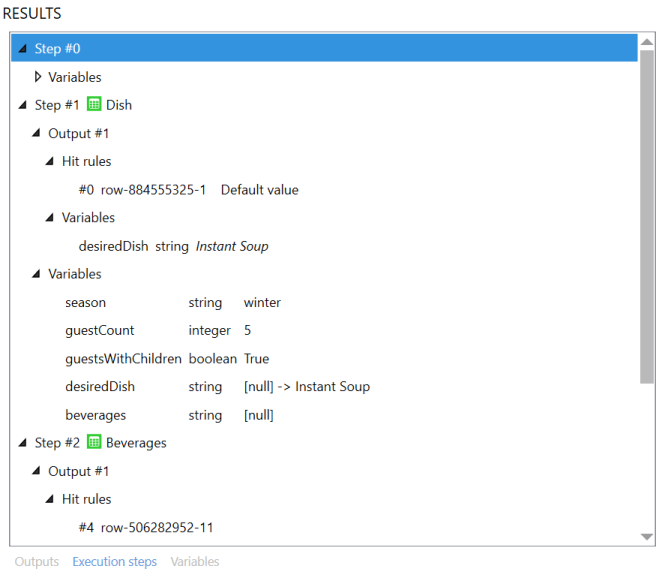 RESULTS
Step #0
Variables
Step #1 Dish
Output #1
Hit rules
#0 row-884555325-1 Default value
Variables
desiredDish string Instant Soup
Variables
season string winter
guestCount integer 5
guestsWithChildren boolean True
desiredDish string [null] -> Instant Soup
beverages string [null]
Step #2 Beverages
Output #1
Hit rules
#4 row-506282952-11
Outputs Execution steps Variables